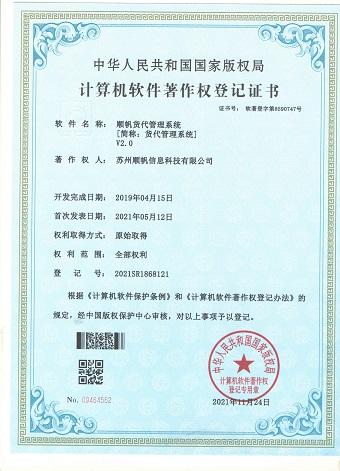 中华人民共和国国家版权局
计算机软件著作权登记证书
证书号: 软著登字第8590747号
软件名称: 顺帆货代管理系统
[简称: 货代管理系统]
V2.0
著作权人: 苏州顺帆信息科技有限公司
开发完成日期: 2019年04月15日
首次发表日期: 2021年05月12日
权利取得方式: 原始取得
权利范围: 全部权利
登记号: 2021SR1868121
根据《计算机软件保护条例》和《计算机软件著作权登记办法》的
规定,经中国版权保护中心审核,对以上事项予以登记。
中华人民共和国国家版权局
计算机软件著作权
登记专用章
No. 09464562
2021年11月24日